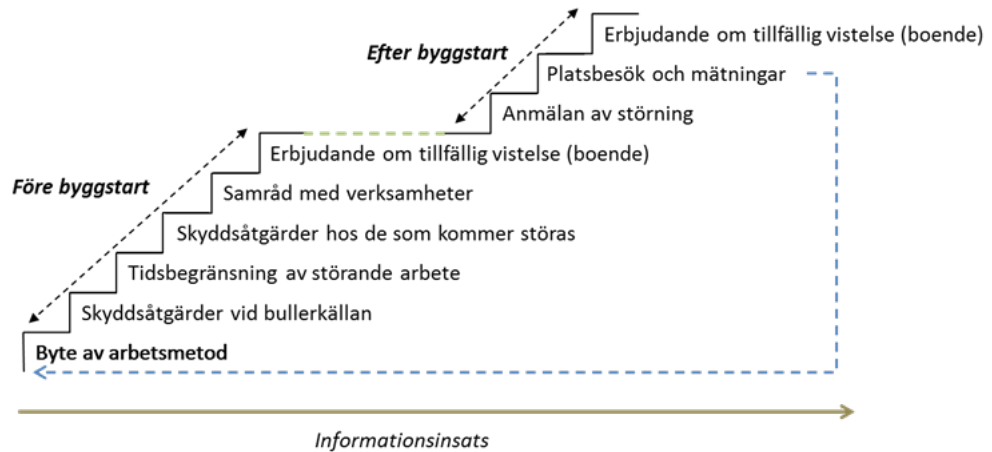 Erbjudande om tillfällig vistelse (boende)
Efter byggstart
Platsbesök och mätningar
Anmälan av störning
Erbjudande om tillfällig vistelse (boende)
Före byggstart
Samråd med verksamheter
Skyddsåtgärder hos de som kommer störas
Tidsbegränsning av störande arbete
Skyddsåtgärder vid bullerkällan
Byte av arbetsmetod
Informationsinsats